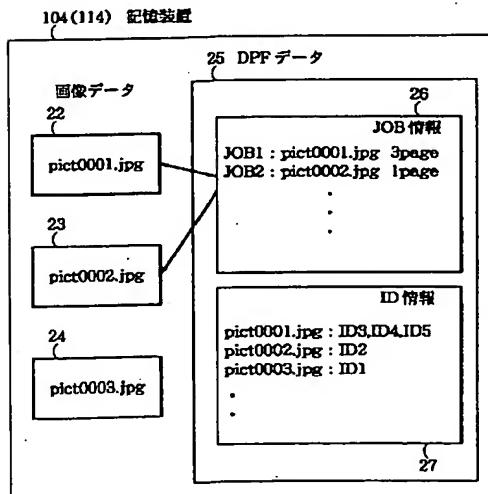 104(114) 記憶装置
25 DPFデータ
画像データ
22
pict0001.jpg
23
pict0002.jpg
24
pict0003.jpg
26
JOB情報
JOB1 : pict0001.jpg 3page
JOB2 : pict0002.jpg 1page
ID情報
pict0001.jpg : ID3,ID4,ID5
pict0002.jpg : ID2
pict0003.jpg : ID1
27